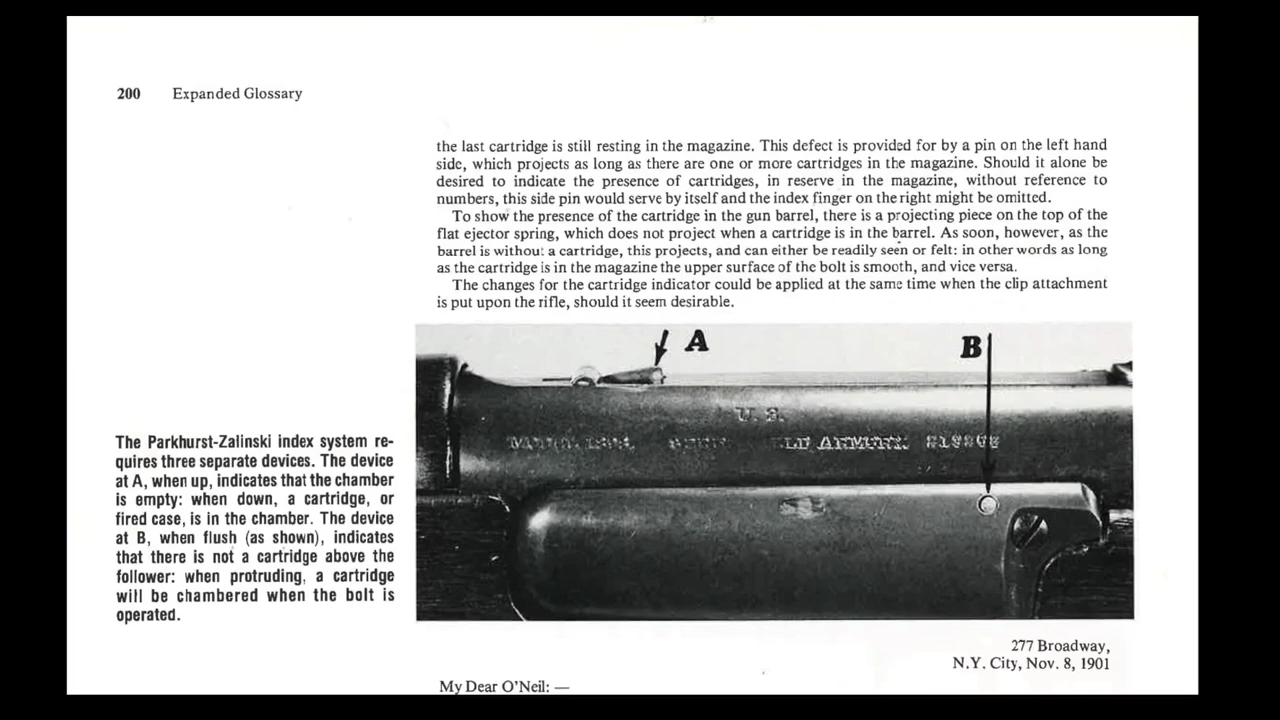 200 Expanded Glossary
the last cartridge is still resting in the magazine. This defect is provided for by a pin on the left hand
side, which projects as long as there are one or more cartridges in the magazine. Should it alone be
desired to indicate the presence of cartridges, in reserve in the magazine, without reference to
numbers, this side pin would serve by itself and the index finger on the right might be omitted.
To show the presence of the cartridge in the gun barrel, there is a projecting piece on the top of the
flat ejector spring, which does not project when a cartridge is in the barrel. As soon, however, as the
barrel is without a cartridge, this projects, and can either be readily seen or felt: in other words as long
as the cartridge is in the magazine the upper surface of the bolt is smooth, and vice versa.
The changes for the cartridge indicator could be applied at the same time when the clip attachment
is put upon the rifle, should it seem desirable.
A
B
U. S.
ARMORY.
The Parkhurst-Zalinski index system re-
quires three separate devices. The device
at A, when up, indicates that the chamber
is empty: when down, a cartridge, or
fired case, is in the chamber. The device
at B, when flush (as shown), indicates
that there is not a cartridge above the
follower: when protruding, a cartridge
will be chambered when the bolt is
operated.
277 Broadway,
N.Y. City, Nov. 8, 1901
My Dear O'Neil: —